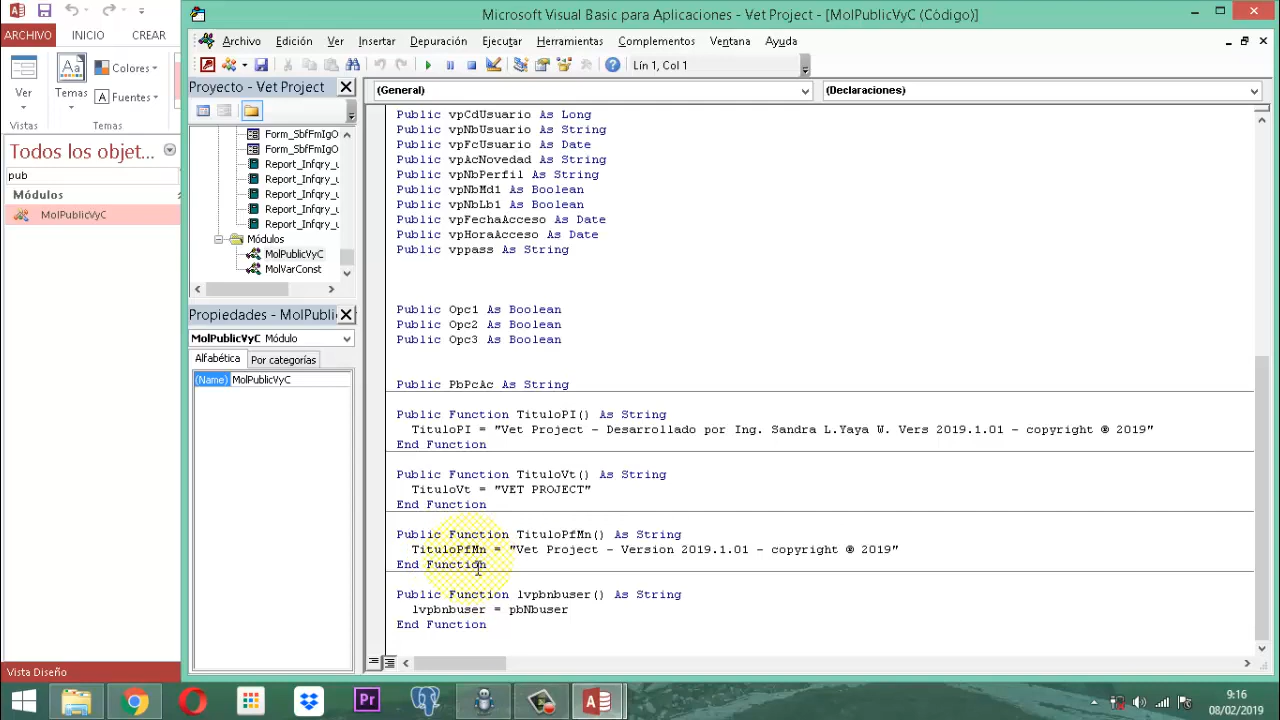 Microsoft Visual Basic para Aplicaciones - Vet Project - [MolPublicVyC (Código)]
ARCHIVO INICIO CREAR
Archivo Edición Ver Insertar Depuración Ejecutar Herramientas Complementos Ventana Ayuda
Lín 1, Col 1
Ver
Temas
Colores
Aa Fuentes
Vistas Temas
Todos los objet...
pub
Módulos
MolPublicVyC
Proyecto - Vet Project
Form_SbfFmIgO
Form_SbfFmIgO
Report_Infqry_u
Report_Infqry_u
Report_Infqry_u
Report_Infqry_u
Report_Infqry_u
Módulos
MolPublicVyC
MolVarConst
Propiedades - MolPubli
MolPublicVyC Módulo
Alfabética Por categorías
(Name) MolPublicVyC
(General) (Declaraciones)
Public vpCdUsuario As Long
Public vpNbUsuario As String
Public vpFcUsuario As Date
Public vpAcNovedad As String
Public vpNbPerfil As String
Public vpNbMd1 As Boolean
Public vpNbLb1 As Boolean
Public vpFechaAcceso As Date
Public vpHoraAcceso As Date
Public vppass As String
Public Opc1 As Boolean
Public Opc2 As Boolean
Public Opc3 As Boolean
Public PbPcAc As String
Public Function TituloPI() As String
TituloPI = "Vet Project - Desarrollado por Ing. Sandra L.Yaya W. Vers 2019.1.01 - copyright ® 2019"
End Function
Public Function TituloVt() As String
TituloVt = "VET PROJECT"
End Function
Public Function TituloPfMn() As String
TituloPfMn = "Vet Project - Version 2019.1.01 - copyright ® 2019"
End Function
Public Function lvpbnbuser() As String
lvpbnbuser = pbNbuser
End Function
Vista Diseño
Pr
9:16
08/02/2019